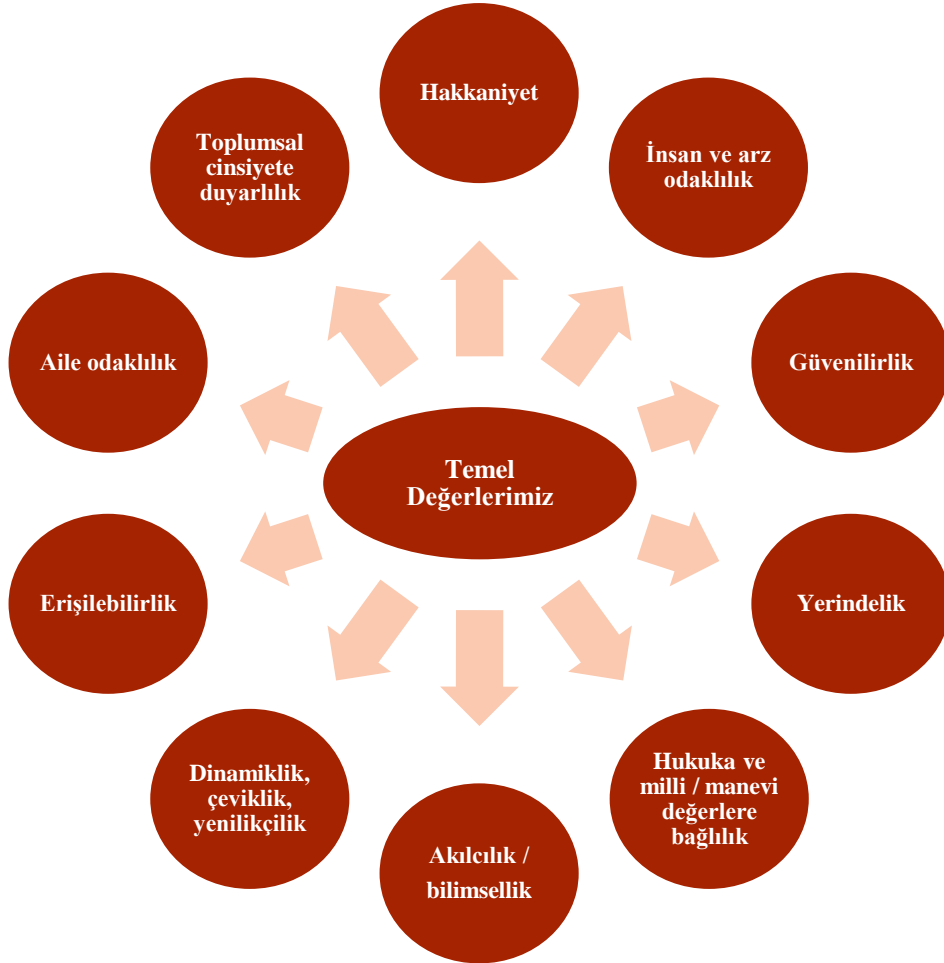 Hakkaniyet
İnsan ve arz
odaklılık
Güvenilirlik
Yerindelik
Hukuka ve
milli / manevi
değerlere
bağlılık
Akılcılık /
bilimsellik
Dinamiklik,
çeviklik,
yenilikçilik
Erişilebilirlik
Aile odaklılık
Toplumsal
cinsiyete
duyarlılık
Temel
Değerlerimiz